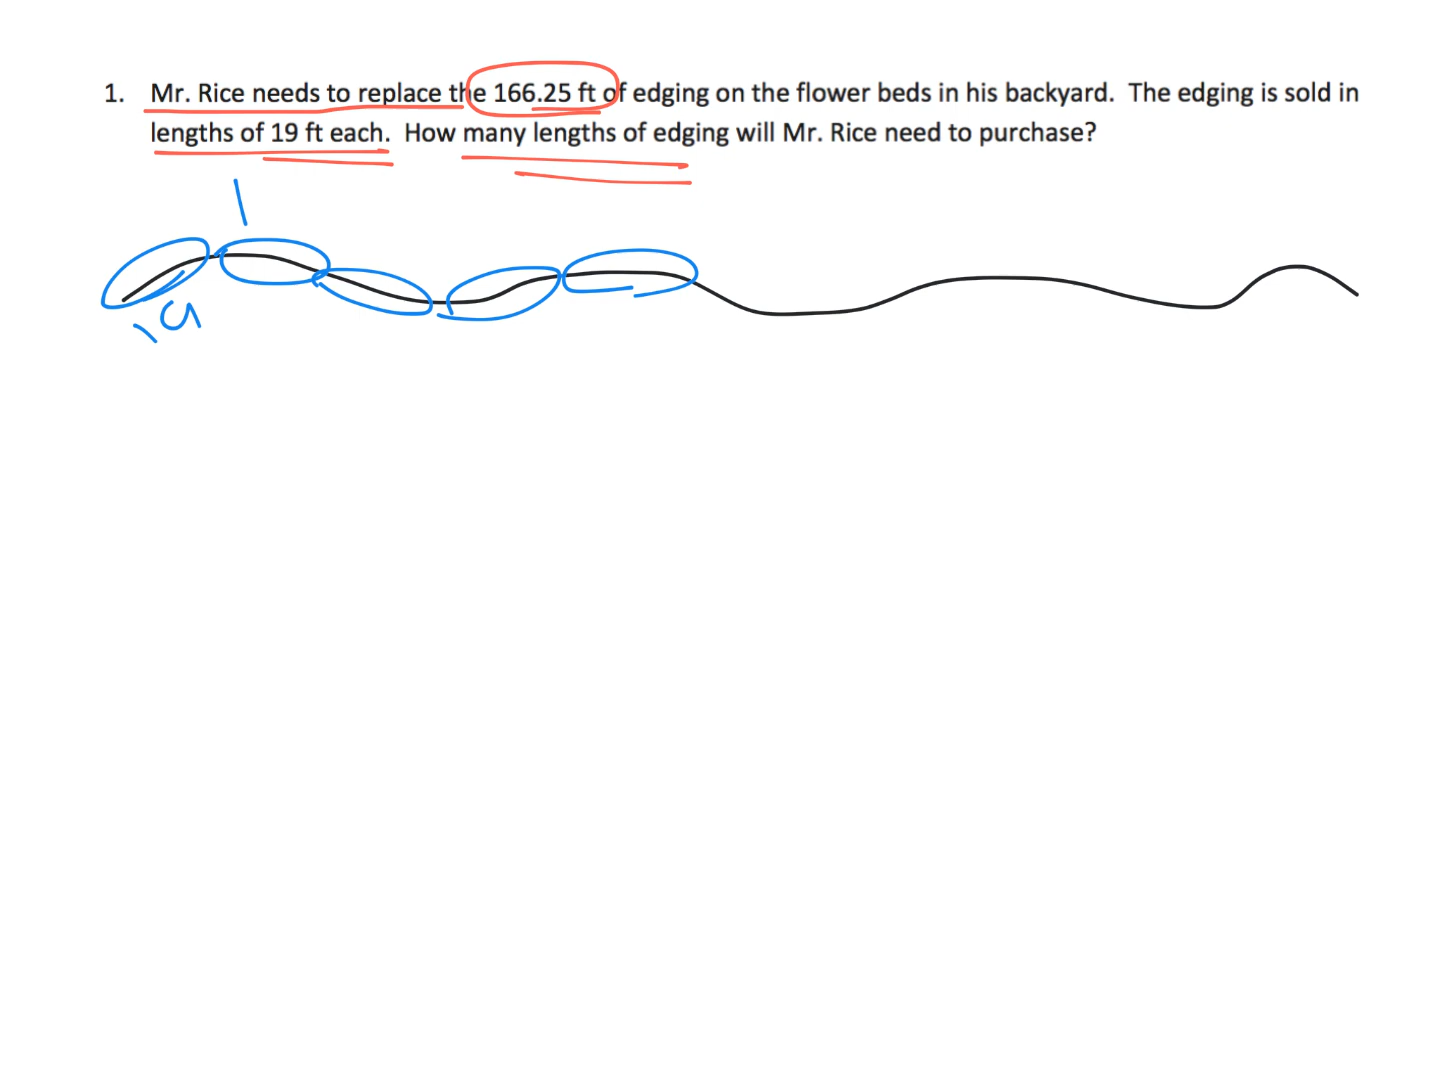 1. Mr. Rice needs to replace the 166.25 ft of edging on the flower beds in his backyard. The edging is sold in
lengths of 19 ft each. How many lengths of edging will Mr. Rice need to purchase?
1
19